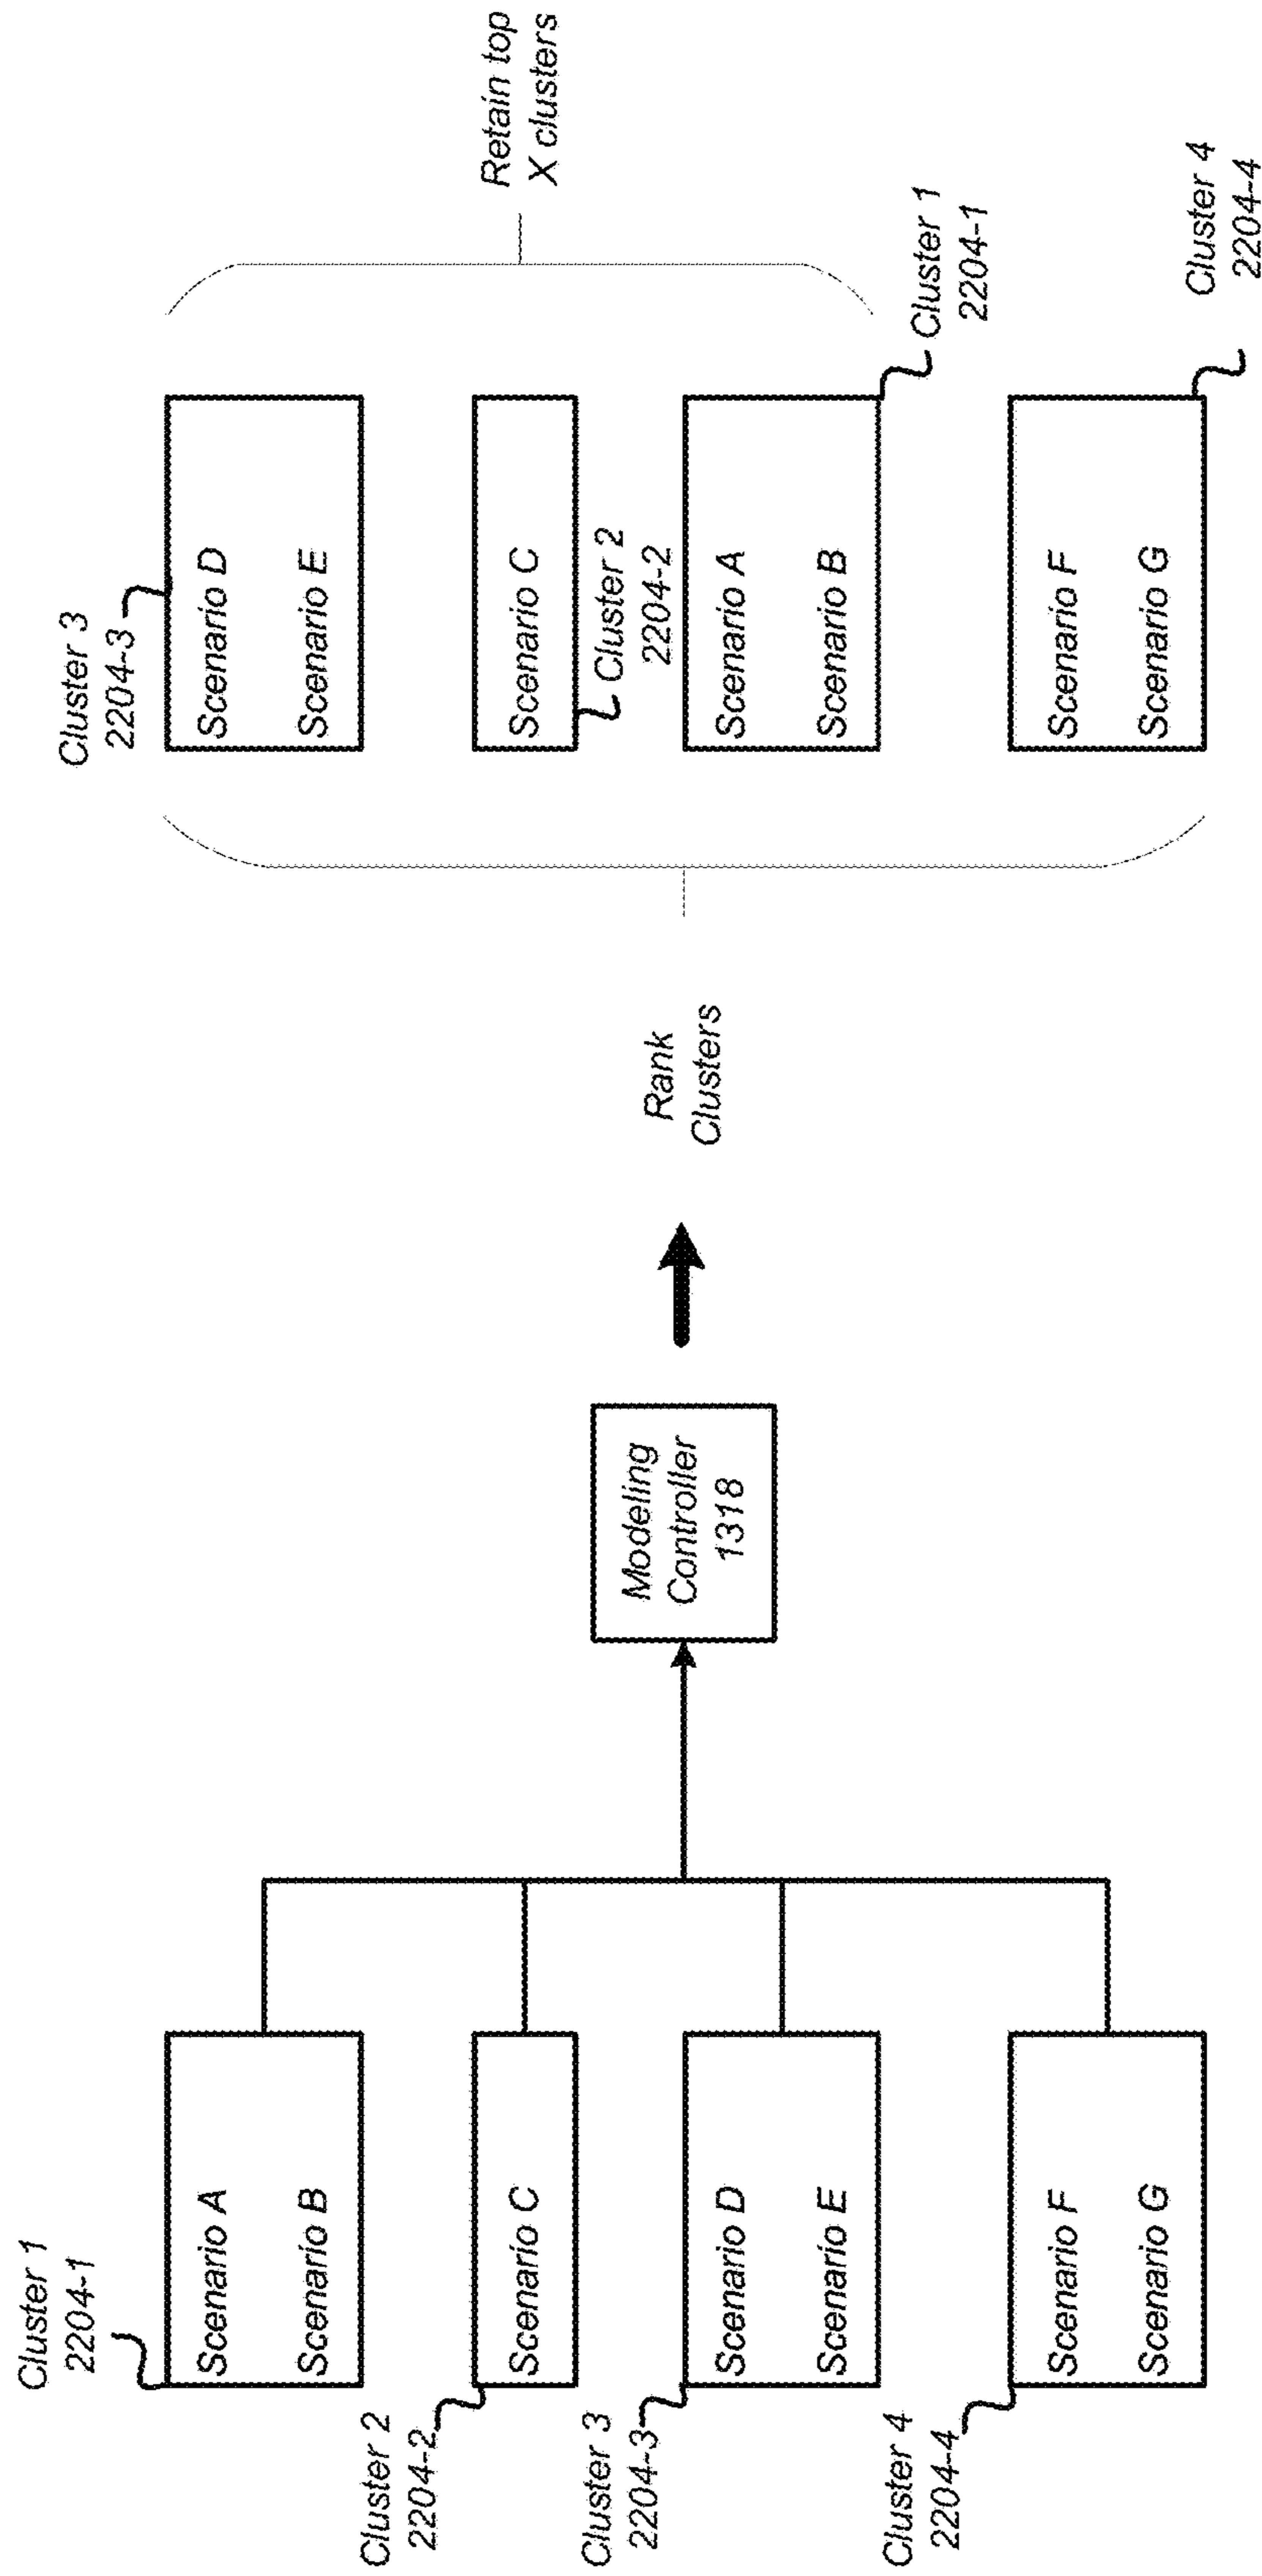 Cluster 1
2204-1
Scenario A
Scenario B
Cluster 2
2204-2
Scenario C
Cluster 3
2204-3
Scenario D
Scenario E
Cluster 4
2204-4
Scenario F
Scenario G
Modeling
Controller
1318
Rank
Clusters
Cluster 3
2204-3
Scenario D
Scenario E
Scenario C
Cluster 2
2204-2
Scenario A
Scenario B
Cluster 1
2204-1
Scenario F
Scenario G
Cluster 4
2204-4
Retain top
X clusters